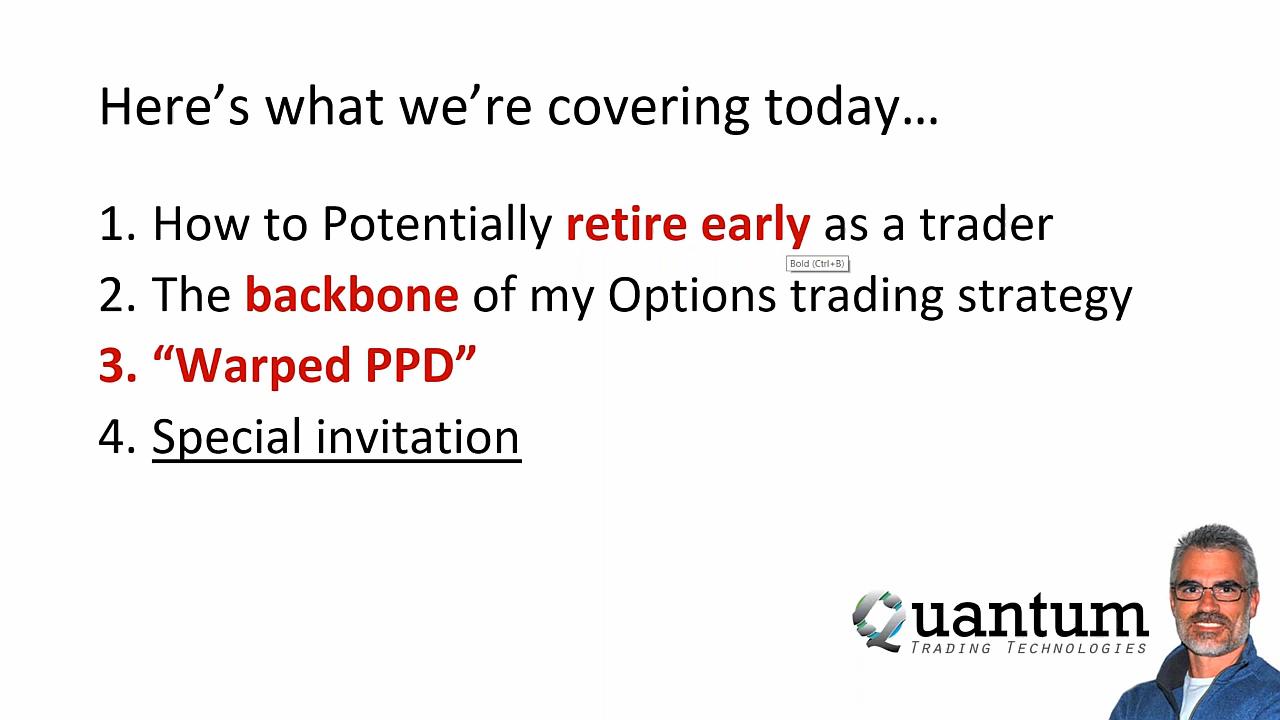 Here’s what we’re covering today…
1. How to Potentially retire early as a trader
Bold (Ctrl+B)
2. The backbone of my Options trading strategy
3. “Warped PPD”
4. Special invitation
Quantum
TRADING TECHNOLOGIES